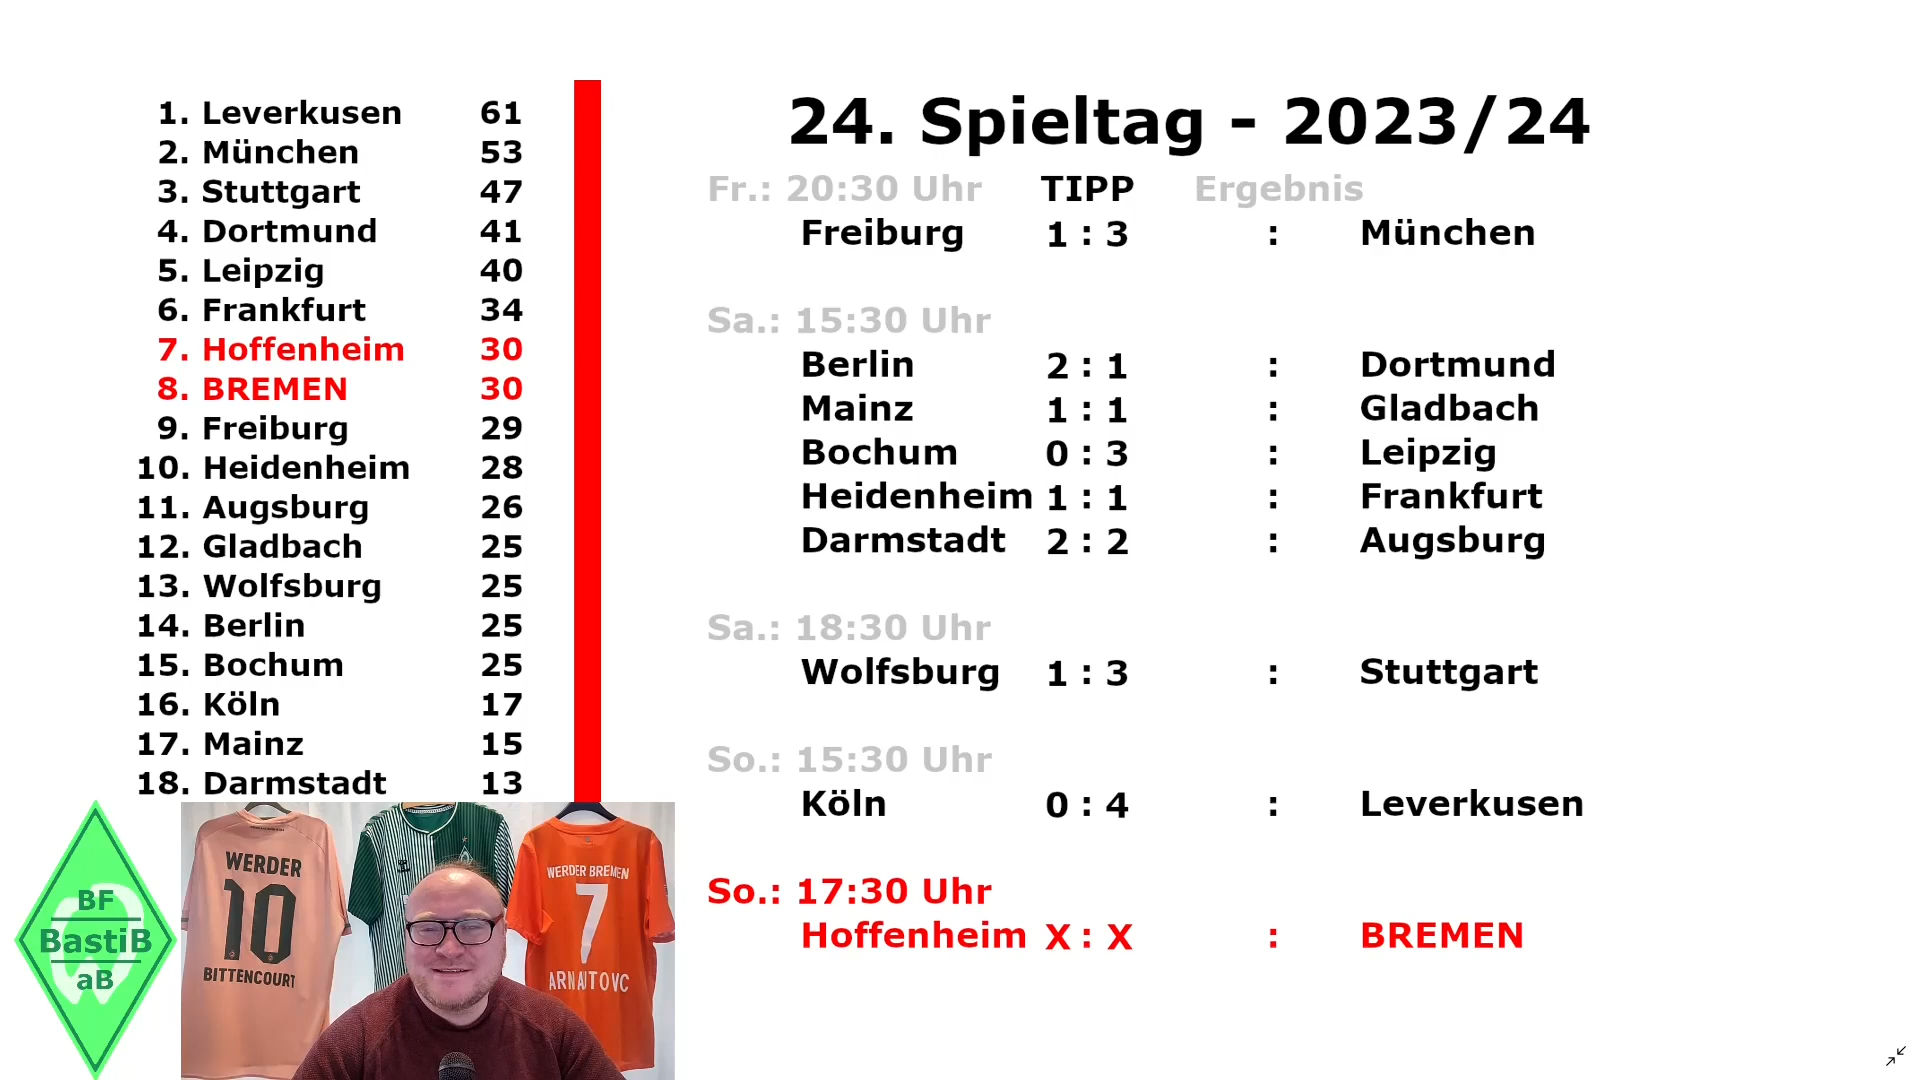 1. Leverkusen 61
2. München 53
3. Stuttgart 47
4. Dortmund 41
5. Leipzig 40
6. Frankfurt 34
7. Hoffenheim 30
8. BREMEN 30
9. Freiburg 29
10. Heidenheim 28
11. Augsburg 26
12. Gladbach 25
13. Wolfsburg 25
14. Berlin 25
15. Bochum 25
16. Köln 17
17. Mainz 15
18. Darmstadt 13
24. Spieltag - 2023/24
Fr.: 20:30 Uhr TIPP Ergebnis
Freiburg 1 : 3 : München
Sa.: 15:30 Uhr
Berlin 2 : 1 : Dortmund
Mainz 1 : 1 : Gladbach
Bochum 0 : 3 : Leipzig
Heidenheim 1 : 1 : Frankfurt
Darmstadt 2 : 2 : Augsburg
Sa.: 18:30 Uhr
Wolfsburg 1 : 3 : Stuttgart
So.: 15:30 Uhr
Köln 0 : 4 : Leverkusen
So.: 17:30 Uhr
Hoffenheim X : X : BREMEN
BF
BastiB
aB
WERDER
10
BITTENCOURT
WERDER BREMEN
7
ARNAUTOVC